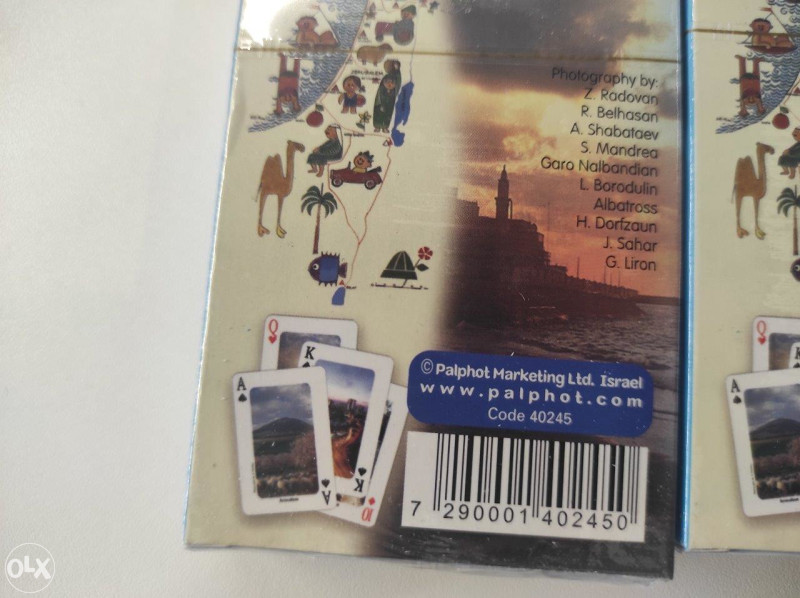 Photography by:
Z. Radovan
R. Belhasan
A. Shabataev
S. Mandrea
Garo Nalbandian
L. Borodulin
Albatross
H. Dorfzaun
J. Sahar
G. Liron
Q
K
A
A
K
10
© Palphot Marketing Ltd. Israel
www.palphot.com
Code 40245
7 290001 402450
Q
K
A
OLX